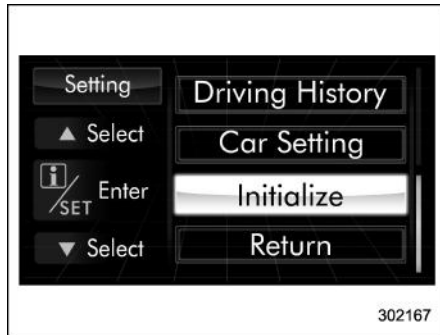 Setting
▲ Select
i/SET Enter
▼ Select
Driving History
Car Setting
Initialize
Return
302167